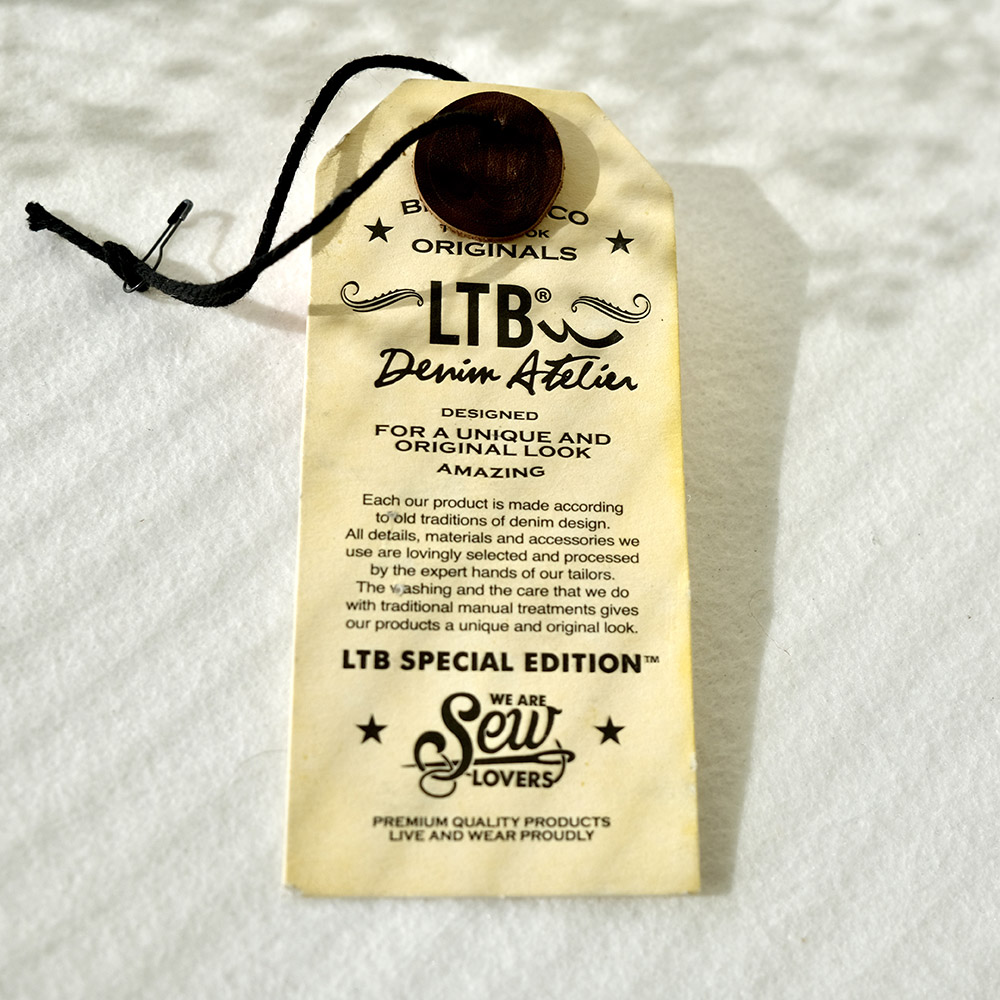 CO
ORIGINALS
LTB®
Denim Atelier
DESIGNED
FOR A UNIQUE AND
ORIGINAL LOOK
AMAZING
Each our product is made according
to old traditions of denim design.
All details, materials and accessories we
use are lovingly selected and processed
by the expert hands of our tailors.
The washing and the care that we do
with traditional manual treatments gives
our products a unique and original look.
LTB SPECIAL EDITION™
WE ARE
Sew
LOVERS
PREMIUM QUALITY PRODUCTS
LIVE AND WEAR PROUDLY